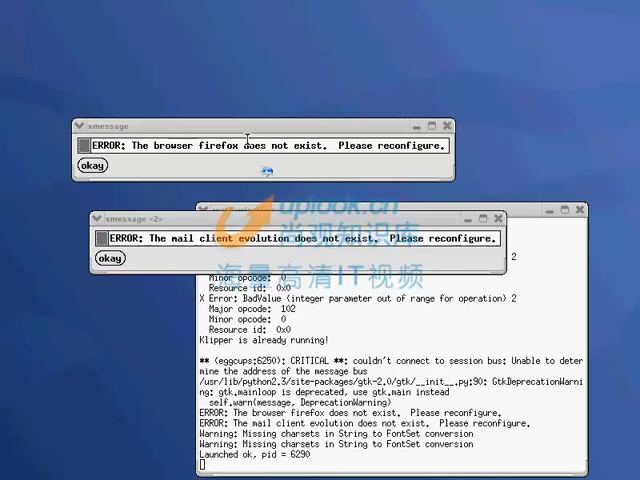 xmessage
ERROR: The browser firefox does not exist.  Please reconfigure.
okay
uplook.cn
尚观知识库
海量高清IT视频
xmessage <2>
ERROR: The mail client evolution does not exist.  Please reconfigure.
okay
2
Minor opcode:  0
Resource id:  0x0
X Error: BadValue (integer parameter out of range for operation) 2
Major opcode:  102
Minor opcode:  0
Resource id:  0x0
Klipper is already running!
** (eggcups:6250): CRITICAL **: couldn't connect to session bus: Unable to deter
mine the address of the message bus
/usr/lib/python2.3/site-packages/gtk-2.0/gtk/__init__.py:90: GtkDeprecationWarni
ng: gtk.mainloop is deprecated, use gtk.main instead
self.warn(message, DeprecationWarning)
ERROR: The browser firefox does not exist.  Please reconfigure.
ERROR: The mail client evolution does not exist.  Please reconfigure.
Warning: Missing charsets in String to FontSet conversion
Warning: Missing charsets in String to FontSet conversion
Launched ok, pid = 6290